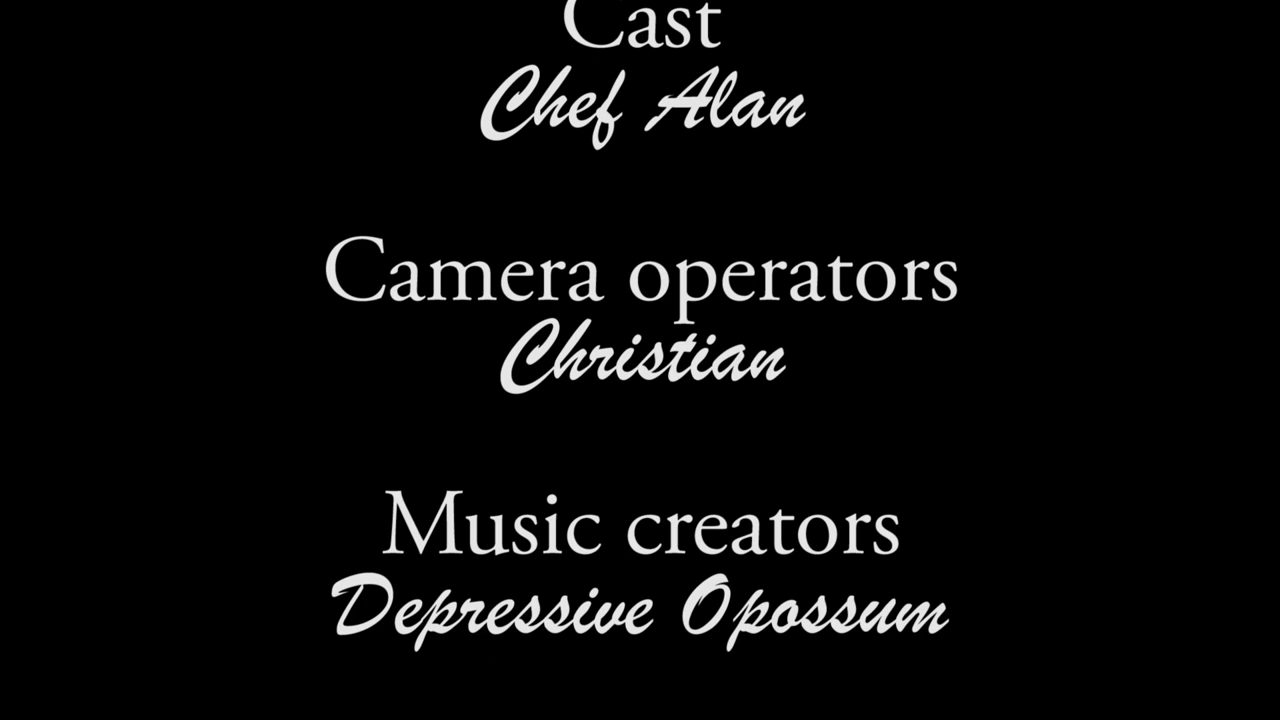 Cast
Chef Alan
Camera operators
Christian
Music creators
Depressive Opossum